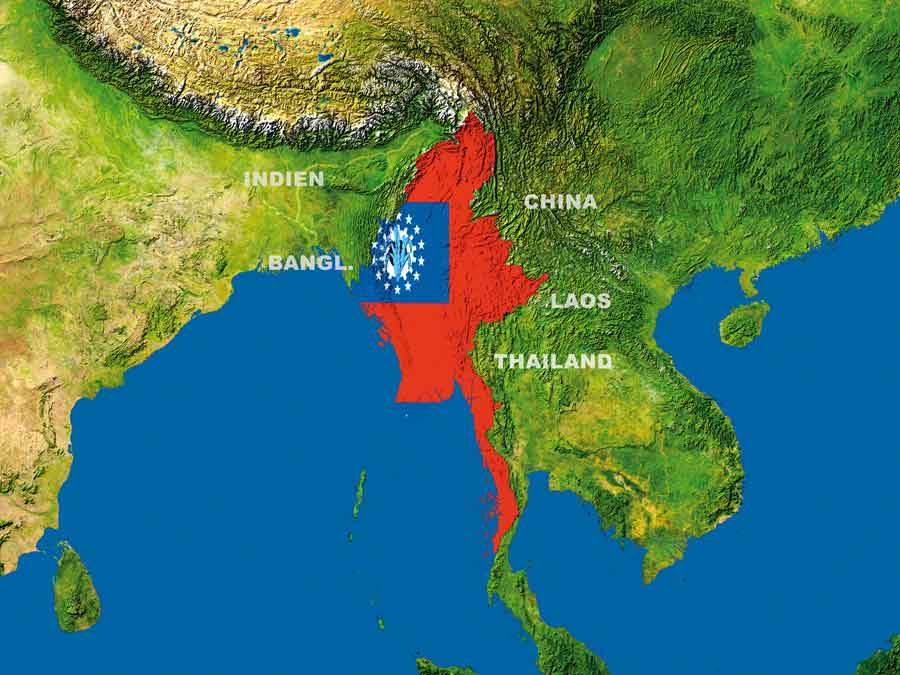 INDIEN
CHINA
BANGL.
LAOS
THAILAND